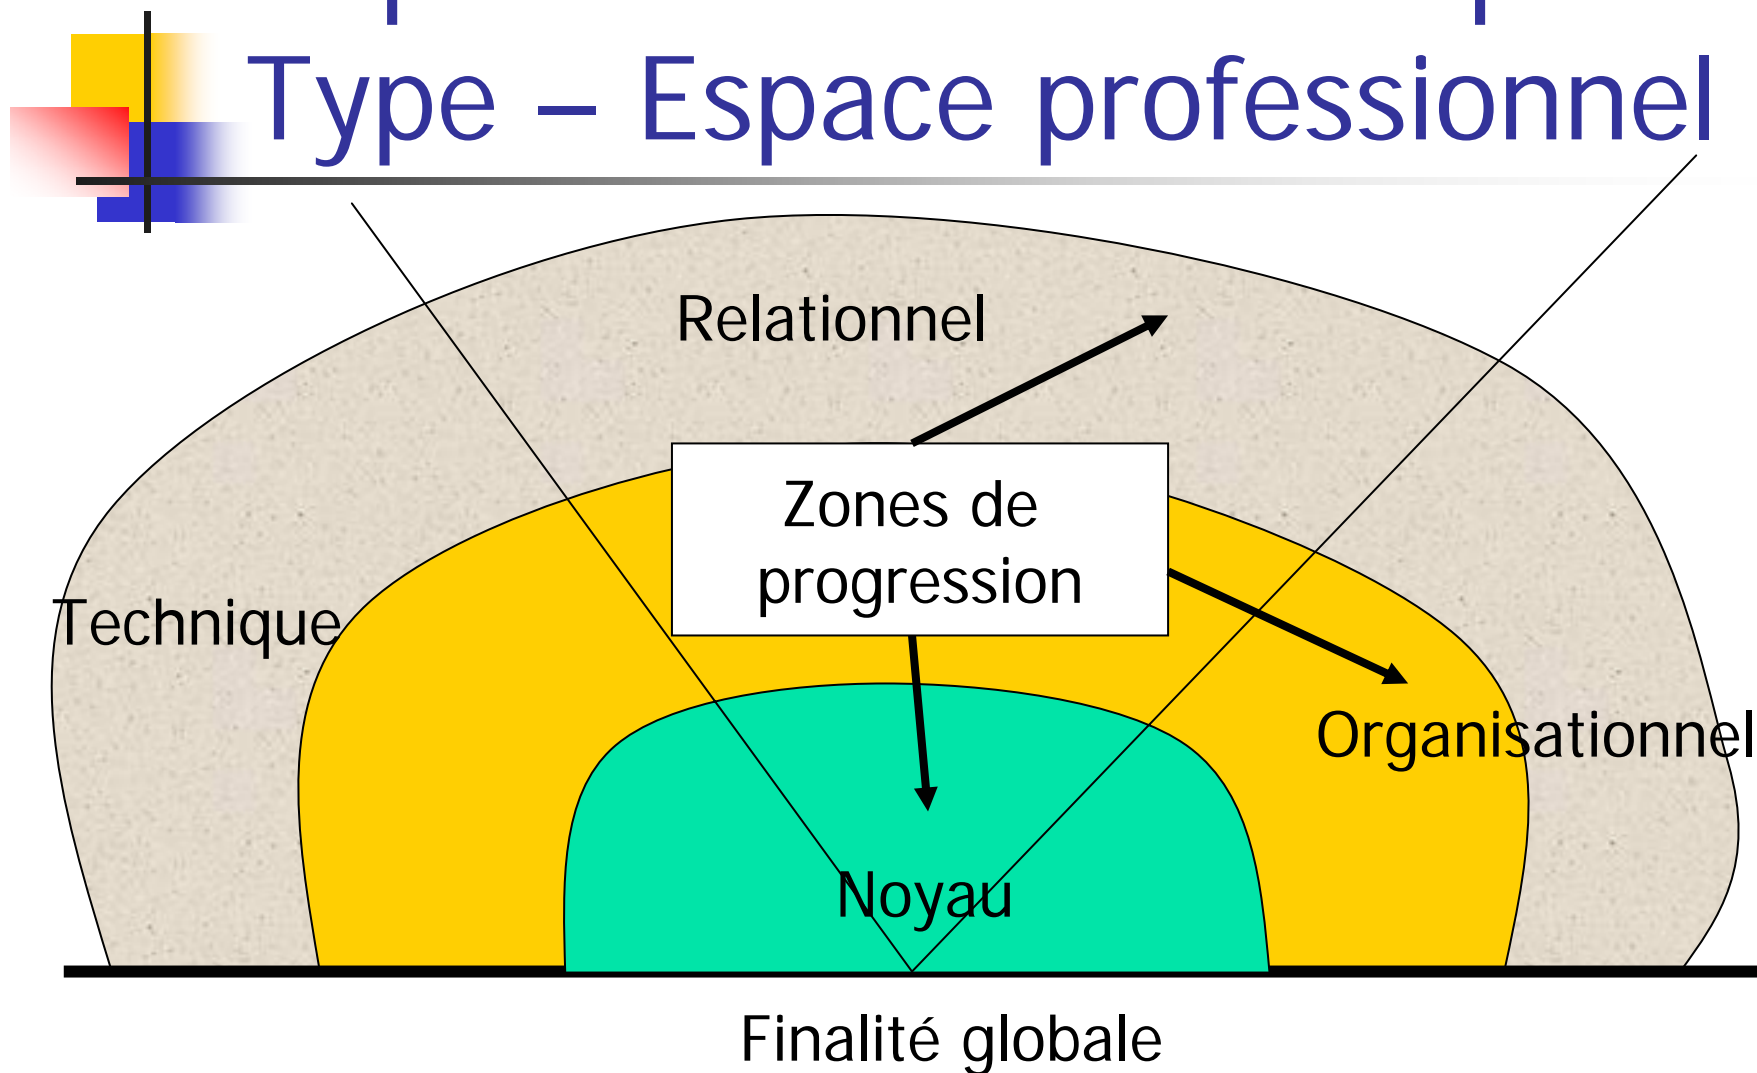 Type – Espace professionnel
Relationnel
Zones de
progression
Technique
Organisationnel
Noyau
Finalité globale